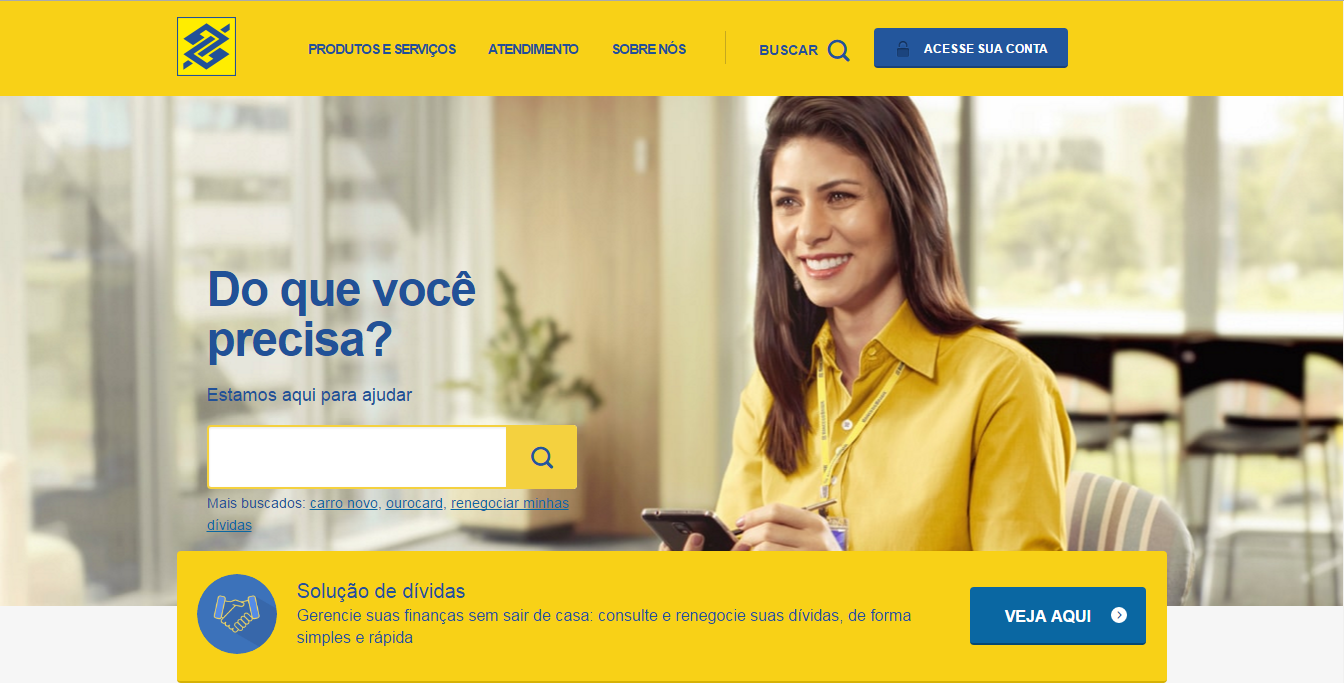 PRODUTOS E SERVIÇOS ATENDIMENTO SOBRE NÓS BUSCAR ACESSE SUA CONTA
Do que você
precisa?
Estamos aqui para ajudar
Mais buscados: carro novo, ourocard, renegociar minhas
dívidas
Solução de dívidas
Gerencie suas finanças sem sair de casa: consulte e renegocie suas dívidas, de forma
simples e rápida
VEJA AQUI